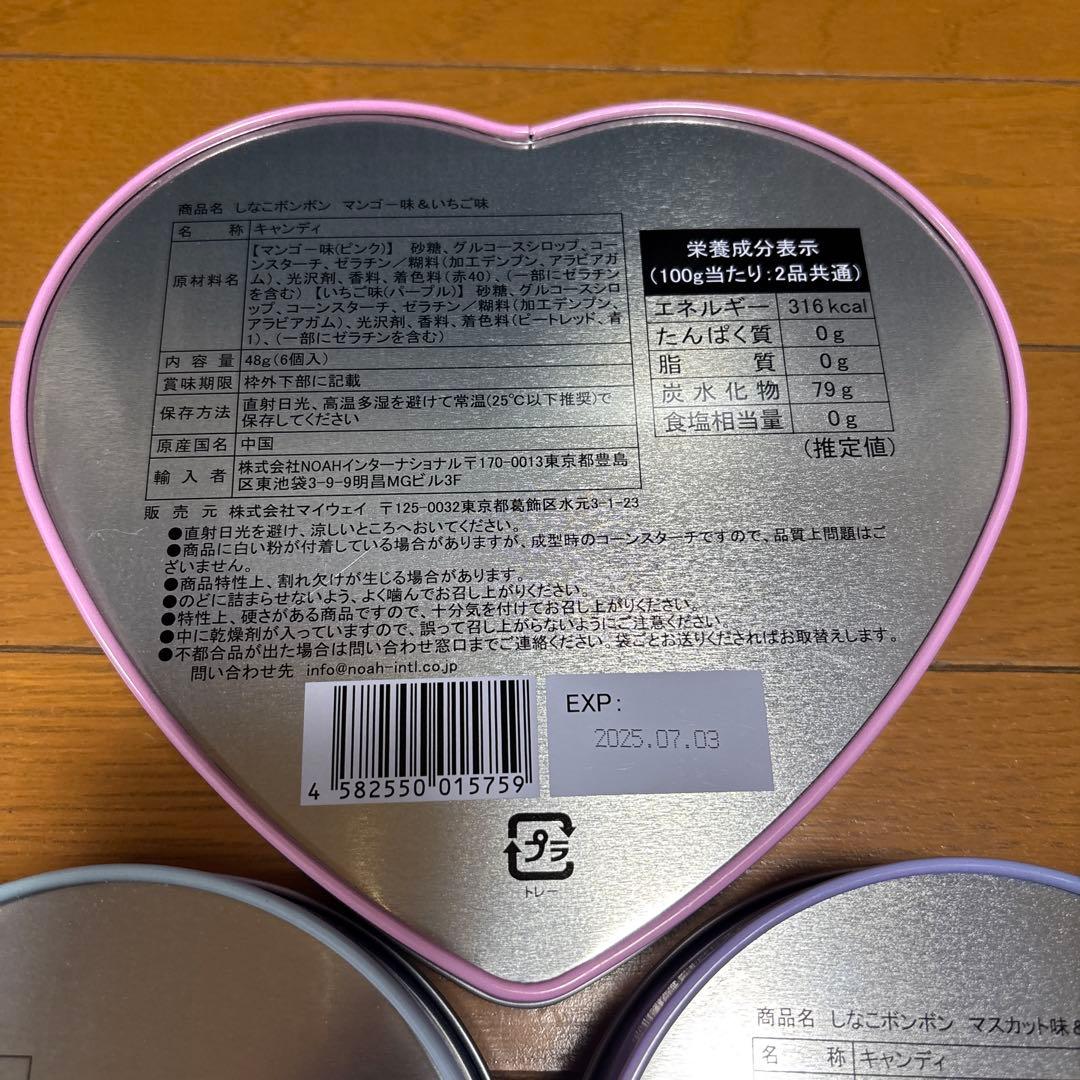 商品名 しなこボンボン マンゴー味&いちご味
名 称 キャンディ
原材料名 【マンゴー味(ピンク)】 砂糖、グルコースシロップ、コー
ンスターチ、ゼラチン／糊料(加工デンプン、アラビアガ
ム)、光沢剤、香料、着色料(赤40)、(一部にゼラチン
を含む)【いちご味(パープル)】 砂糖、グルコースシロ
ップ、コーンスターチ、ゼラチン／糊料(加工デンプン、
アラビアガム)、光沢剤、香料、着色料(ビートレッド、青
1)、(一部にゼラチンを含む)
内 容 量 48g(6個入)
賞味期限 枠外下部に記載
保存方法 直射日光、高温多湿を避けて常温(25℃以下推奨)で
保存してください
原産国名 中国
輸 入 者 株式会社NOAHインターナショナル〒170-0013東京都豊島
区東池袋3-9-9明昌MGビル3F
販 売 元 株式会社マイウェイ 〒125-0032東京都葛飾区水元3-1-23
栄養成分表示
(100g当たり:2品共通)
エネルギー 316kcal
たんぱく質 0g
脂 質 0g
炭水化物 79g
食塩相当量 0g
(推定値)
●直射日光を避け、涼しいところへおいてください。
●商品に白い粉が付着している場合がありますが、成型時のコーンスターチですので、品質上問題はご
ざいません。
●商品特性上、割れ欠けが生じる場合があります。
●のどに詰まらせないよう、よく噛んでお召し上がりください。
●特性上、硬さがある商品ですので、十分気を付けてお召し上がりください。
●中に乾燥剤が入っていますので、誤って召し上がらないようにご注意ください。
●不都合品が出た場合は問い合わせ窓口までご連絡ください。袋ごとお送りくださればお取替えします。
問い合わせ先 info@noah-intl.co.jp
4 582550 015759
EXP:
2025.07.03
プラ
トレー
商品名 しなこボンボン マスカット味&
名 称 キャンディ